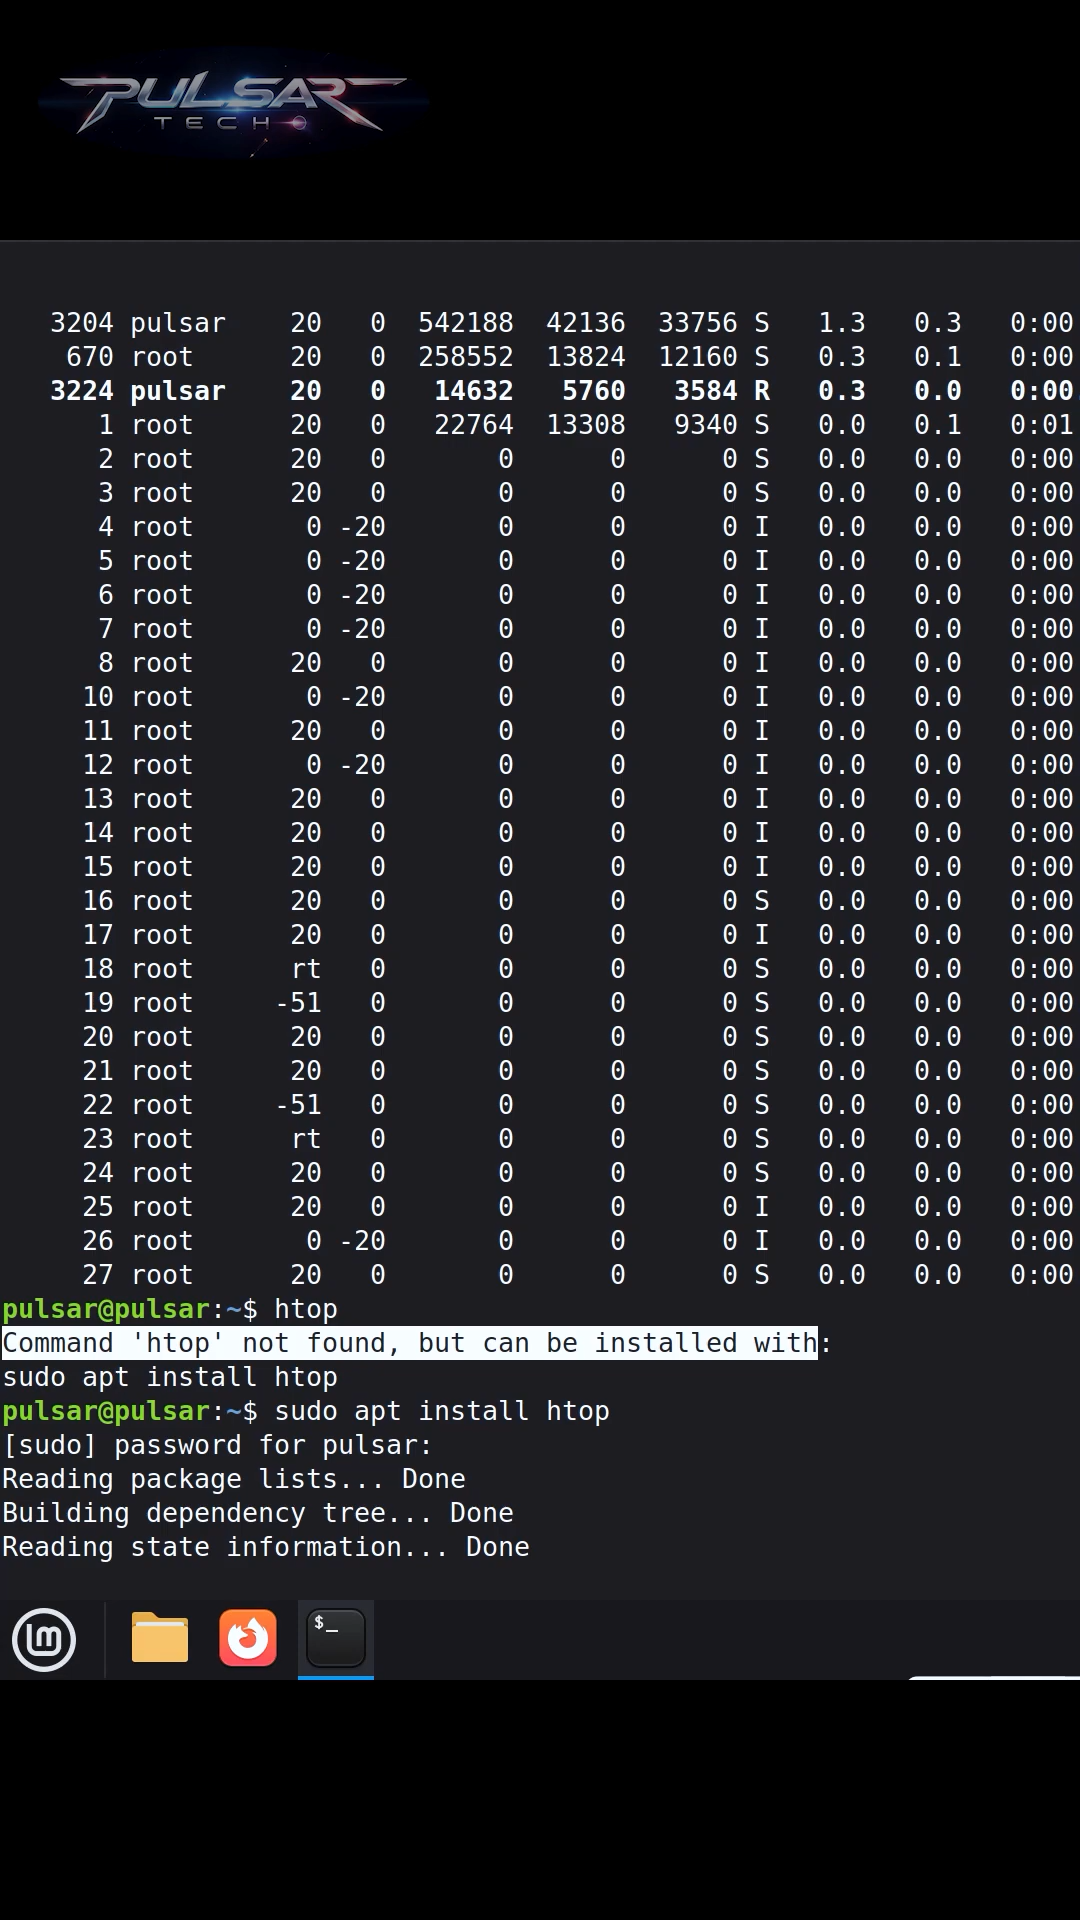 PULSAR
TECH
3204 pulsar 20 0 542188 42136 33756 S 1.3 0.3 0:00
670 root 20 0 258552 13824 12160 S 0.3 0.1 0:00
3224 pulsar 20 0 14632 5760 3584 R 0.3 0.0 0:00
1 root 20 0 22764 13308 9340 S 0.0 0.1 0:01
2 root 20 0 0 0 0 S 0.0 0.0 0:00
3 root 20 0 0 0 0 S 0.0 0.0 0:00
4 root 0 -20 0 0 0 I 0.0 0.0 0:00
5 root 0 -20 0 0 0 I 0.0 0.0 0:00
6 root 0 -20 0 0 0 I 0.0 0.0 0:00
7 root 0 -20 0 0 0 I 0.0 0.0 0:00
8 root 20 0 0 0 0 I 0.0 0.0 0:00
10 root 0 -20 0 0 0 I 0.0 0.0 0:00
11 root 20 0 0 0 0 I 0.0 0.0 0:00
12 root 0 -20 0 0 0 I 0.0 0.0 0:00
13 root 20 0 0 0 0 I 0.0 0.0 0:00
14 root 20 0 0 0 0 I 0.0 0.0 0:00
15 root 20 0 0 0 0 I 0.0 0.0 0:00
16 root 20 0 0 0 0 S 0.0 0.0 0:00
17 root 20 0 0 0 0 I 0.0 0.0 0:00
18 root rt 0 0 0 0 S 0.0 0.0 0:00
19 root -51 0 0 0 0 S 0.0 0.0 0:00
20 root 20 0 0 0 0 S 0.0 0.0 0:00
21 root 20 0 0 0 0 S 0.0 0.0 0:00
22 root -51 0 0 0 0 S 0.0 0.0 0:00
23 root rt 0 0 0 0 S 0.0 0.0 0:00
24 root 20 0 0 0 0 S 0.0 0.0 0:00
25 root 20 0 0 0 0 I 0.0 0.0 0:00
26 root 0 -20 0 0 0 I 0.0 0.0 0:00
27 root 20 0 0 0 0 S 0.0 0.0 0:00
pulsar@pulsar:~$ htop
Command 'htop' not found, but can be installed with:
sudo apt install htop
pulsar@pulsar:~$ sudo apt install htop
[sudo] password for pulsar:
Reading package lists... Done
Building dependency tree... Done
Reading state information... Done
$_